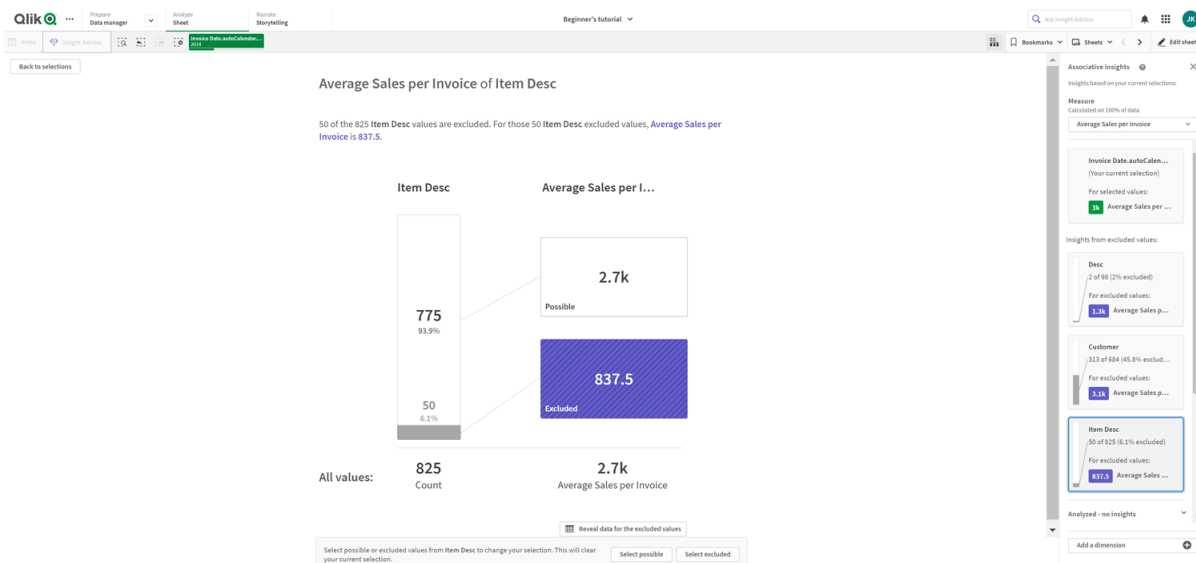 Qlik
Prepare
Data manager
Analyze
Sheet
Narrate
Storytelling
Beginner's tutorial
Ask Insight Advisor
JK
Notes
Insight Advisor
Invoice Date.autoCalendar....
2014
Bookmarks
Sheets
Edit sheet
Back to selections
Average Sales per Invoice of Item Desc
50 of the 825 Item Desc values are excluded. For those 50 Item Desc excluded values, Average Sales per
Invoice is 837.5.
Item Desc
Average Sales per I...
775
93.9%
50
6.1%
2.7k
Possible
837.5
Excluded
All values:
825
Count
2.7k
Average Sales per Invoice
Reveal data for the excluded values
Select possible or excluded values from Item Desc to change your selection. This will clear
your current selection.
Select possible
Select excluded
Associative insights
Insights based on your current selections:
Measure
Calculated on 100% of data
Average Sales per Invoice
Invoice Date.autoCalen...
(Your current selection)
For selected values:
3k Average Sales per ...
Insights from excluded values:
Desc
2 of 98 (2% excluded)
For excluded values:
1.3k Average Sales p...
Customer
313 of 684 (45.8% exclud...
For excluded values:
3.1k Average Sales p...
Item Desc
50 of 825 (6.1% excluded)
For excluded values:
837.5 Average Sales ...
Analyzed - no insights
Add a dimension